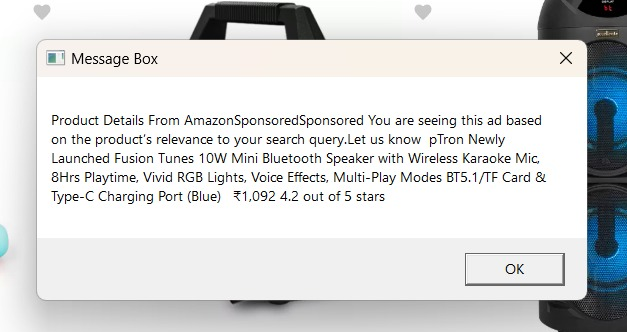 Message Box
Product Details From AmazonSponsoredSponsored You are seeing this ad based
on the product's relevance to your search query.Let us know  pTron Newly
Launched Fusion Tunes 10W Mini Bluetooth Speaker with Wireless Karaoke Mic,
8Hrs Playtime, Vivid RGB Lights, Voice Effects, Multi-Play Modes BT5.1/TF Card &
Type-C Charging Port (Blue)   ₹1,092 4.2 out of 5 stars
OK